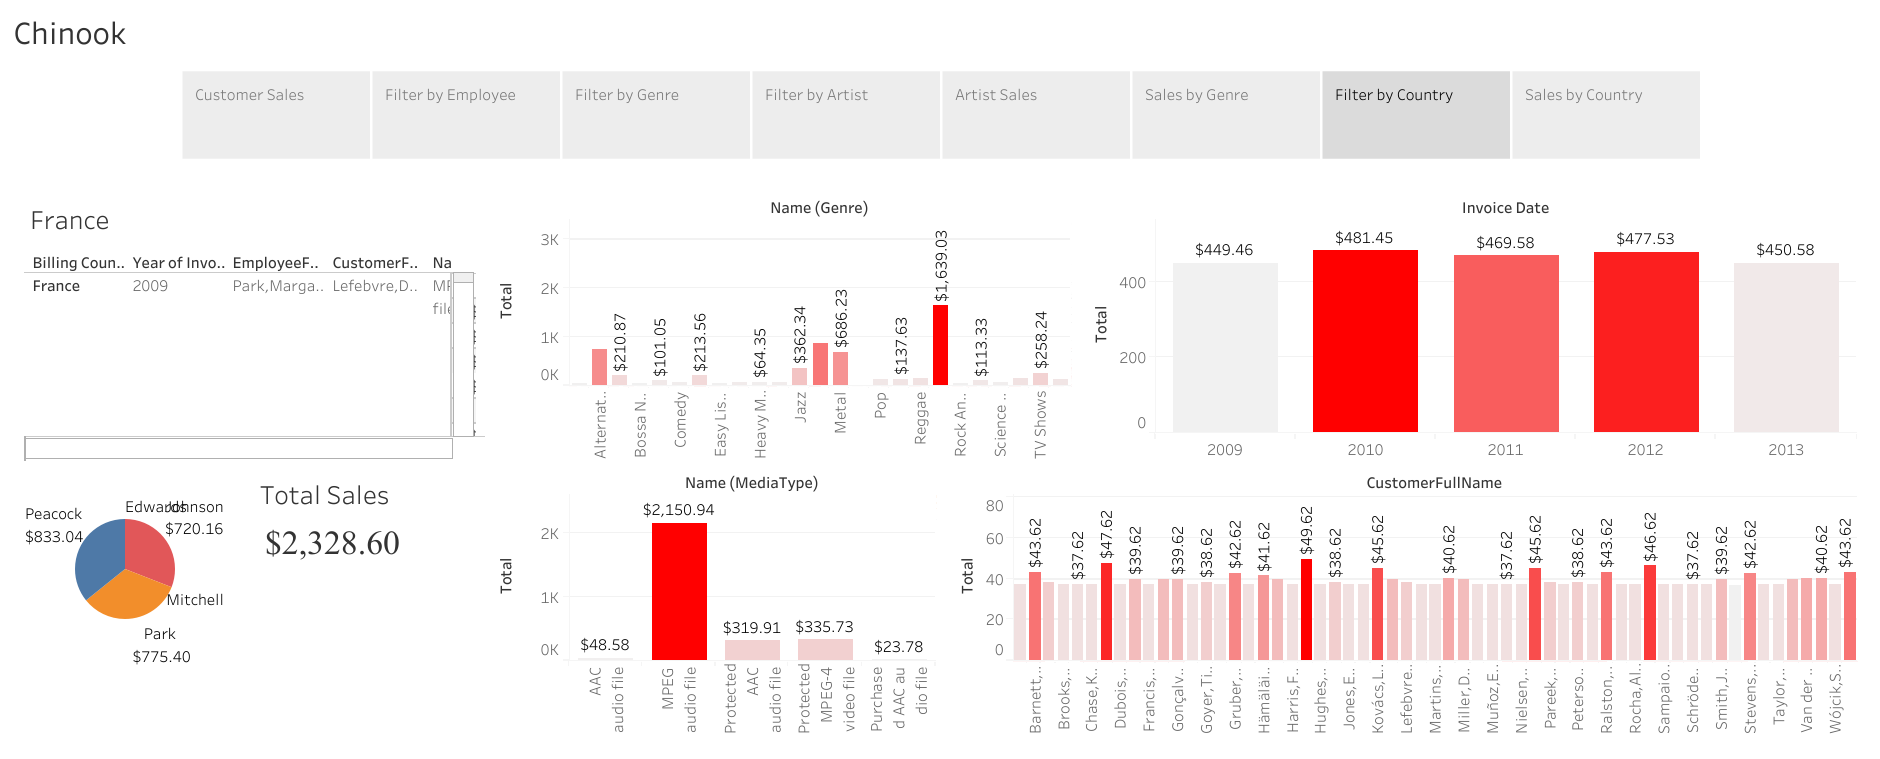 Chinook
Customer Sales
Filter by Employee
Filter by Genre
Filter by Artist
Artist Sales
Sales by Genre
Filter by Country
Sales by Country
France
Billing Coun.. Year of Invo.. EmployeeF.. CustomerF.. Na
France 2009 Park,Marga.. Lefebvre,D..
file
Peacock
$833.04
Edwards
Johnson
$720.16
Mitchell
Park
$775.40
Total Sales
$2,328.60
Name (Genre)
Total
3K
2K
1K
0K
$210.87
$101.05
$213.56
$64.35
$362.34
$686.23
$137.63
$1,639.03
$113.33
$258.24
Alternat..
Bossa N..
Comedy
Easy Lis..
Heavy M..
Jazz
Metal
Pop
Reggae
Rock An..
Science ..
TV Shows
Invoice Date
Total
400
200
0
$449.46
$481.45
$469.58
$477.53
$450.58
2009
2010
2011
2012
2013
Name (MediaType)
Total
2K
1K
0K
$48.58
$2,150.94
$319.91
$335.73
$23.78
AAC
audio file
MPEG
audio file
Protected
AAC
audio file
Protected
MPEG-4
video file
Purchase
d AAC au
dio file
CustomerFullName
Total
80
60
40
20
0
$43.62
$37.62
$47.62
$39.62
$39.62
$38.62
$42.62
$41.62
$49.62
$38.62
$45.62
$40.62
$37.62
$45.62
$38.62
$43.62
$46.62
$37.62
$39.62
$42.62
$40.62
$43.62
Barnett,..
Brooks,..
Chase,K..
Dubois,..
Francis,..
Gonçalv..
Goyer,Ti..
Gruber,..
Hämäläi..
Harris,F..
Hughes,..
Jones,E..
Kovács,L..
Lefebvre..
Martins,..
Miller,D..
Muñoz,E..
Nielsen,..
Parek,..
Peterso..
Ralston,..
Rocha,Al..
Sampaio..
Schröde..
Smith,J..
Stevens,..
Taylor,..
Van der ..
Wójcik,S..